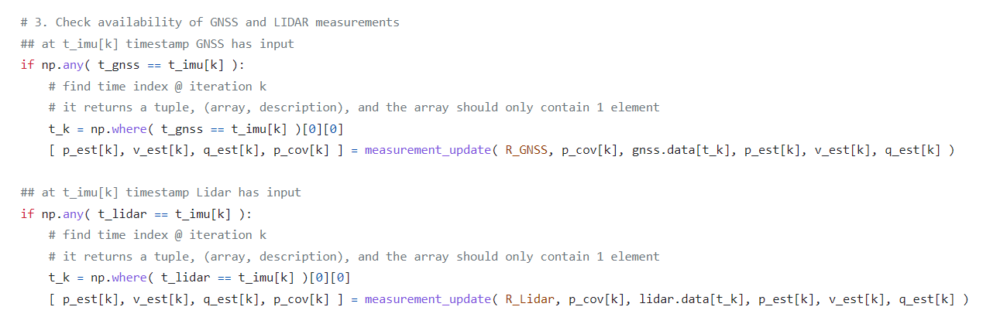 # 3. Check availability of GNSS and LIDAR measurements
## at t_imu[k] timestamp GNSS has input
if np.any( t_gnss == t_imu[k] ):
    # find time index @ iteration k
    # it returns a tuple, (array, description), and the array should only contain 1 element
    t_k = np.where( t_gnss == t_imu[k] )[0][0]
    [ p_est[k], v_est[k], q_est[k], p_cov[k] ] = measurement_update( R_GNSS, p_cov[k], gnss.data[t_k], p_est[k], v_est[k], q_est[k] )

## at t_imu[k] timestamp Lidar has input
if np.any( t_lidar == t_imu[k] ):
    # find time index @ iteration k
    # it returns a tuple, (array, description), and the array should only contain 1 element
    t_k = np.where( t_lidar == t_imu[k] )[0][0]
    [ p_est[k], v_est[k], q_est[k], p_cov[k] ] = measurement_update( R_Lidar, p_cov[k], lidar.data[t_k], p_est[k], v_est[k], q_est[k] )